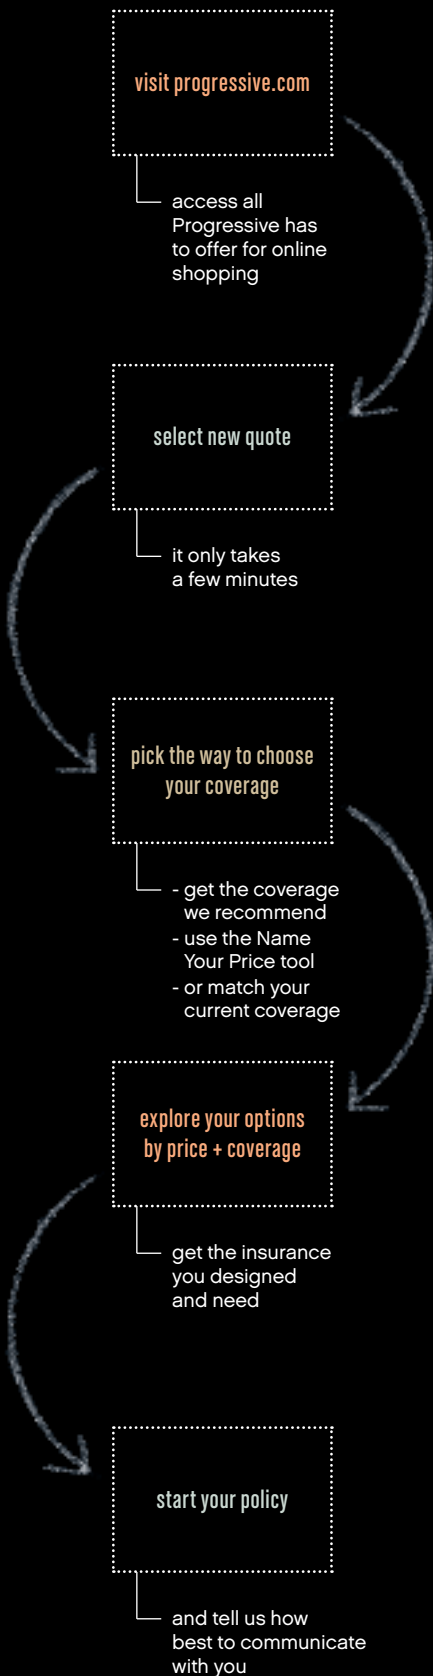 visit progressive.com
access all
Progressive has
to offer for online
shopping
select new quote
it only takes
a few minutes
pick the way to choose
your coverage
- get the coverage
we recommend
- use the Name
Your Price tool
- or match your
current coverage
explore your options
by price + coverage
get the insurance
you designed
and need
start your policy
and tell us how
best to communicate
with you